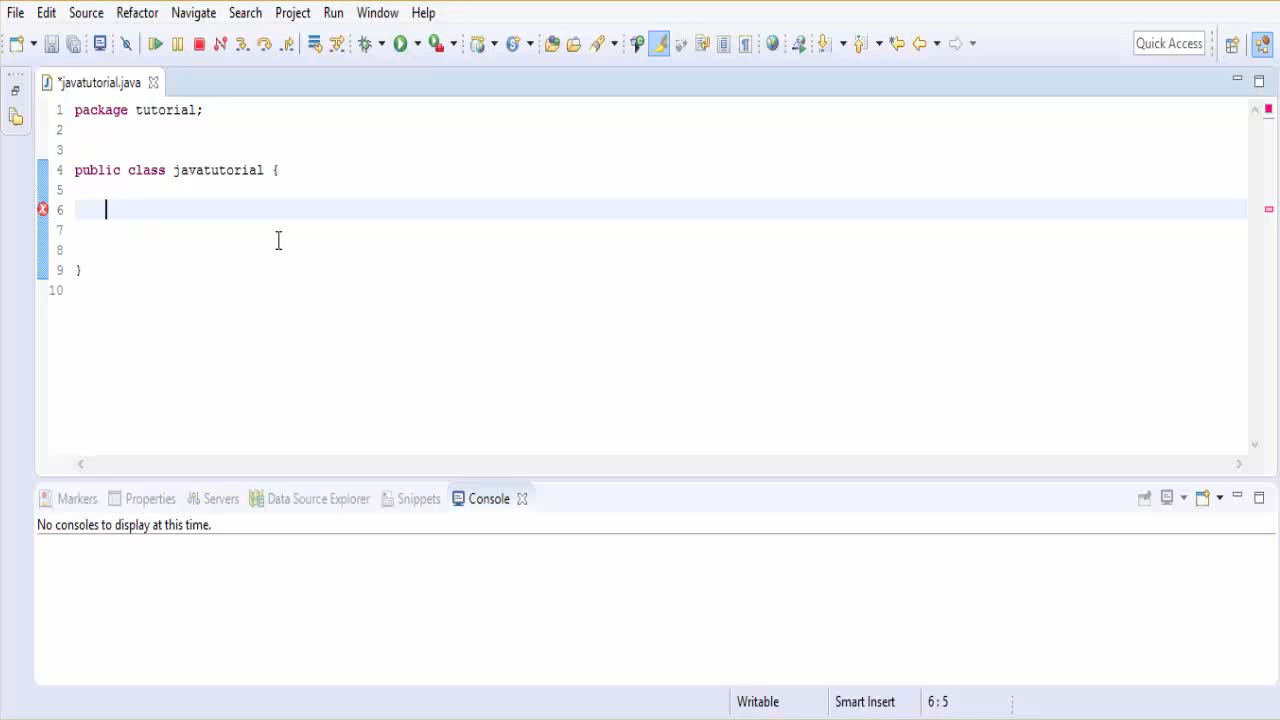 File Edit Source Refactor Navigate Search Project Run Window Help
Quick Access
*javatutorial.java
1 package tutorial;
2
3
4 public class javatutorial {
5
6
7
8
9 }
10
Markers Properties Servers Data Source Explorer Snippets Console
No consoles to display at this time.
Writable Smart Insert 6 : 5